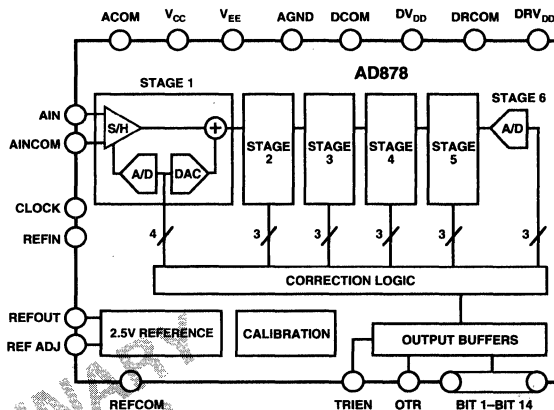 ACOM VCC VEE AGND DCOM DVDD DRCOM DRVDD
AD878
STAGE 1
STAGE 6
AIN
S/H
+
A/D
AINCOM
STAGE 2
STAGE 3
STAGE 4
STAGE 5
A/D DAC
CLOCK
REFIN
4 3 3 3 3 3
CORRECTION LOGIC
REFOUT
2.5V REFERENCE
CALIBRATION
OUTPUT BUFFERS
REF ADJ
REFCOM TRIEN OTR BIT 1–BIT 14